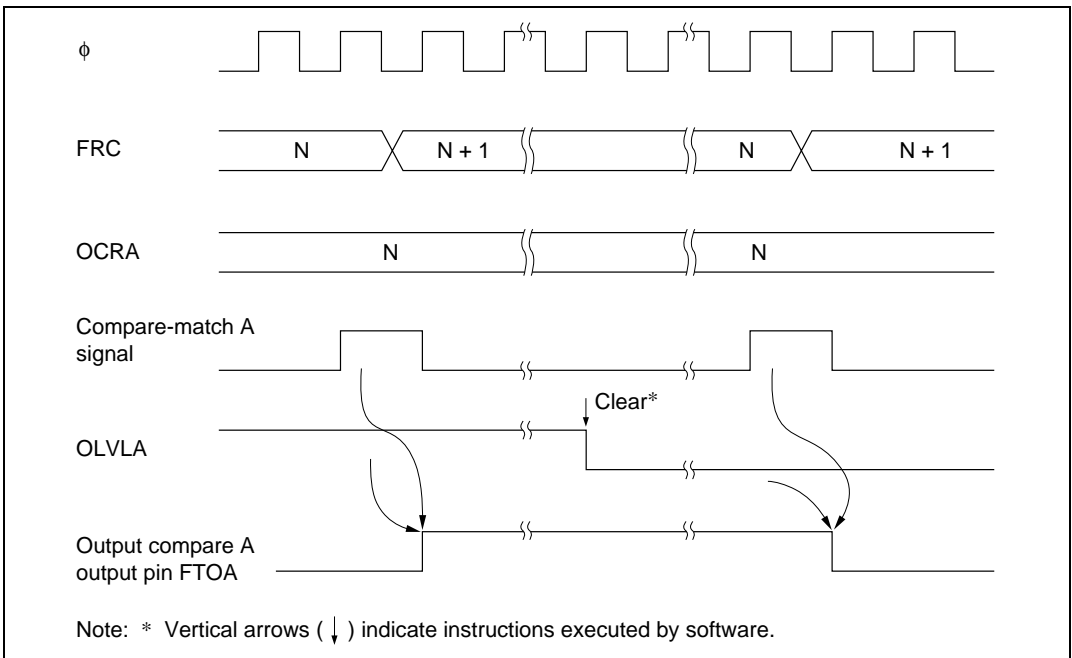 ϕ
FRC N N + 1 N N + 1
OCRA N N
Compare-match A
signal
Clear*
OLVLA
Output compare A
output pin FTOA
Note: * Vertical arrows ( ↓ ) indicate instructions executed by software.